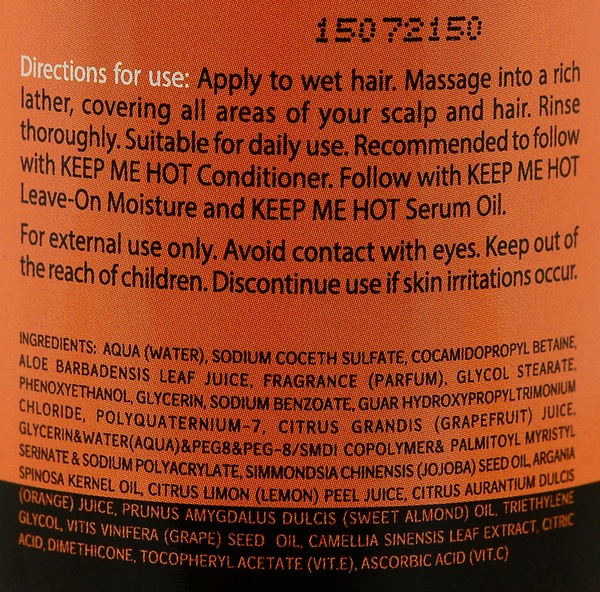 15072150
Directions for use: Apply to wet hair. Massage into a rich
lather, covering all areas of your scalp and hair. Rinse
thoroughly. Suitable for daily use. Recommended to follow
with KEEP ME HOT Conditioner. Follow with KEEP ME HOT
Leave-On Moisture and KEEP ME HOT Serum Oil.
For external use only. Avoid contact with eyes. Keep out of
the reach of children. Discontinue use if skin irritations occur.
INGREDIENTS: AQUA (WATER), SODIUM COCETH SULFATE, COCAMIDOPROPYL BETAINE,
ALOE BARBADENSIS LEAF JUICE, FRAGRANCE (PARFUM), GLYCOL STEARATE,
PHENOXYETHANOL, GLYCERIN, SODIUM BENZOATE, GUAR HYDROXYPROPYLTRIMONIUM
CHLORIDE, POLYQUATERNIUM-7, CITRUS GRANDIS (GRAPEFRUIT) JUICE,
GLYCERIN&WATER(AQUA)&PEG8&PEG-8/SMDI COPOLYMER& PALMITOYL MYRISTYL
SERINATE & SODIUM POLYACRYLATE, SIMMONDSIA CHINENSIS (JOJOBA) SEED OIL, ARGANIA
SPINOSA KERNEL OIL, CITRUS LIMON (LEMON) PEEL JUICE, CITRUS AURANTIUM DULCIS
(ORANGE) JUICE, PRUNUS AMYGDALUS DULCIS (SWEET ALMOND) OIL, TRIETHYLENE
GLYCOL, VITIS VINIFERA (GRAPE) SEED OIL, CAMELLIA SINENSIS LEAF EXTRACT, CITRIC
ACID, DIMETHICONE, TOCOPHERYL ACETATE (VIT.E), ASCORBIC ACID (VIT.C)